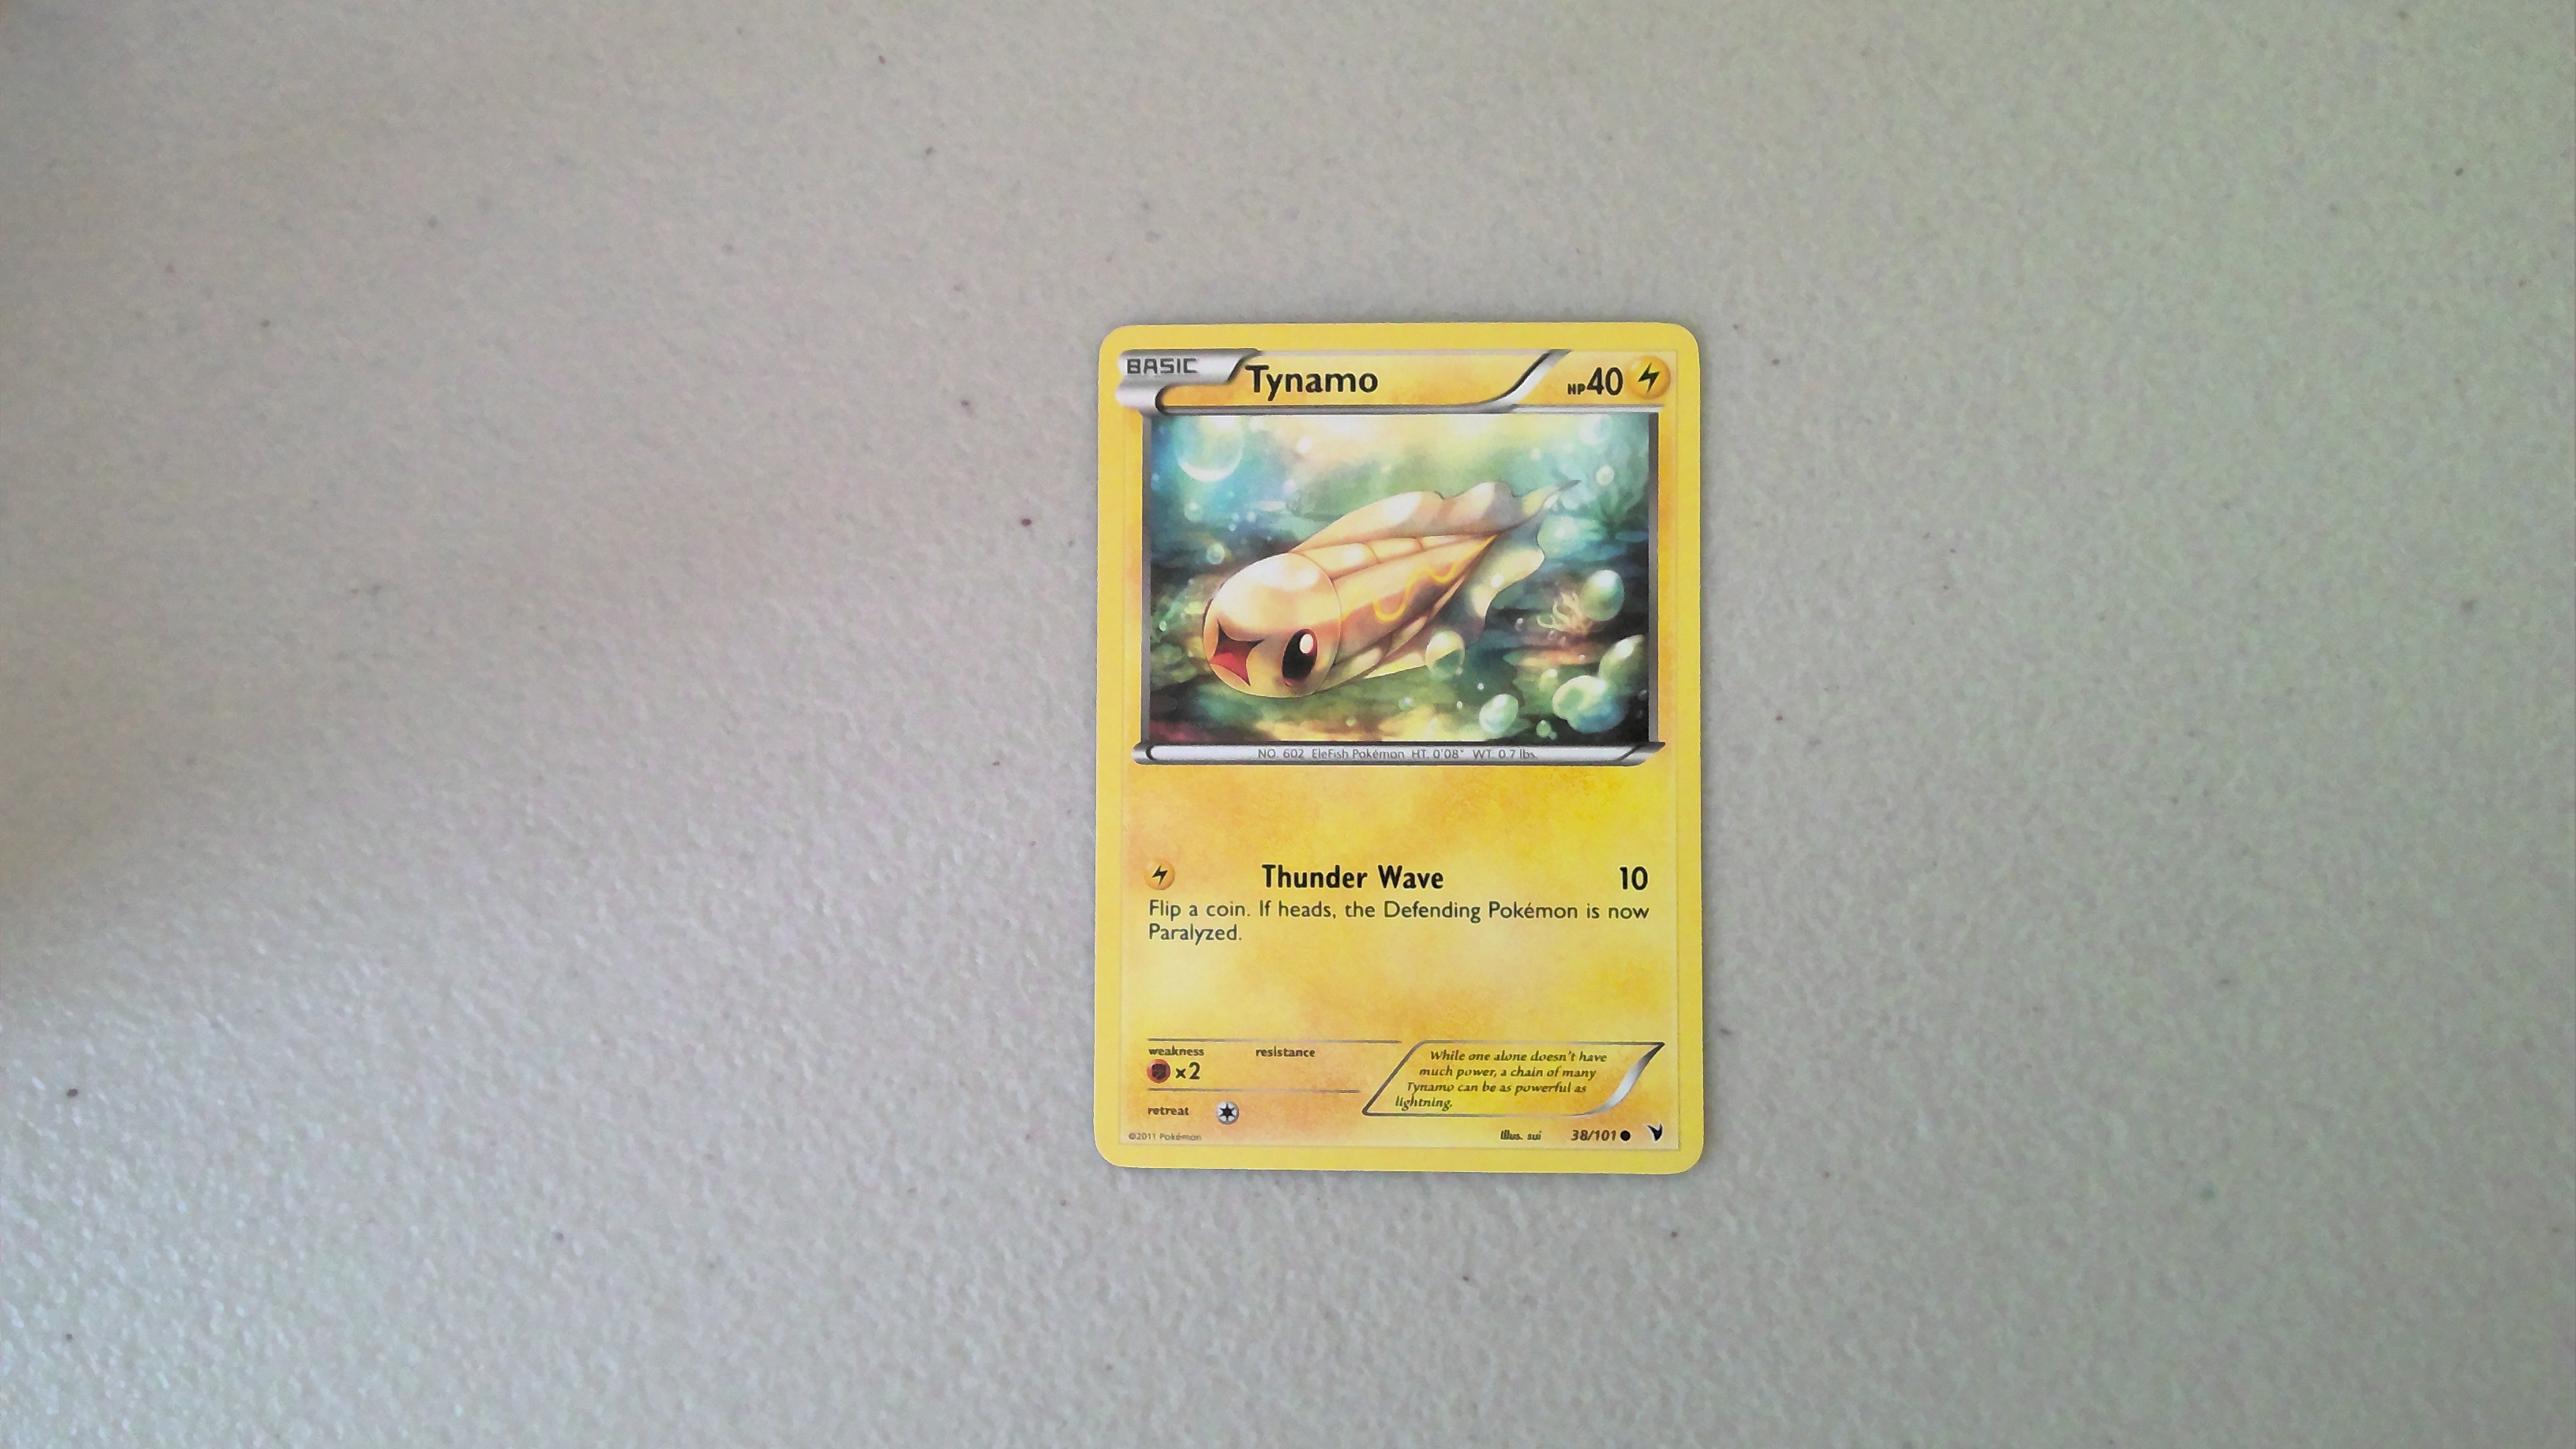 BASIC
Tynamo
HP40
NO. 602 EleFish Pokémon HT. 0'08" WT. 0.7 lbs.
Thunder Wave 10
Flip a coin. If heads, the Defending Pokémon is now
Paralyzed.
weakness resistance
×2
While one alone doesn't have
much power, a chain of many
Tynamo can be as powerful as
lightning.
retreat
©2011 Pokémon Illus. sui 38/101